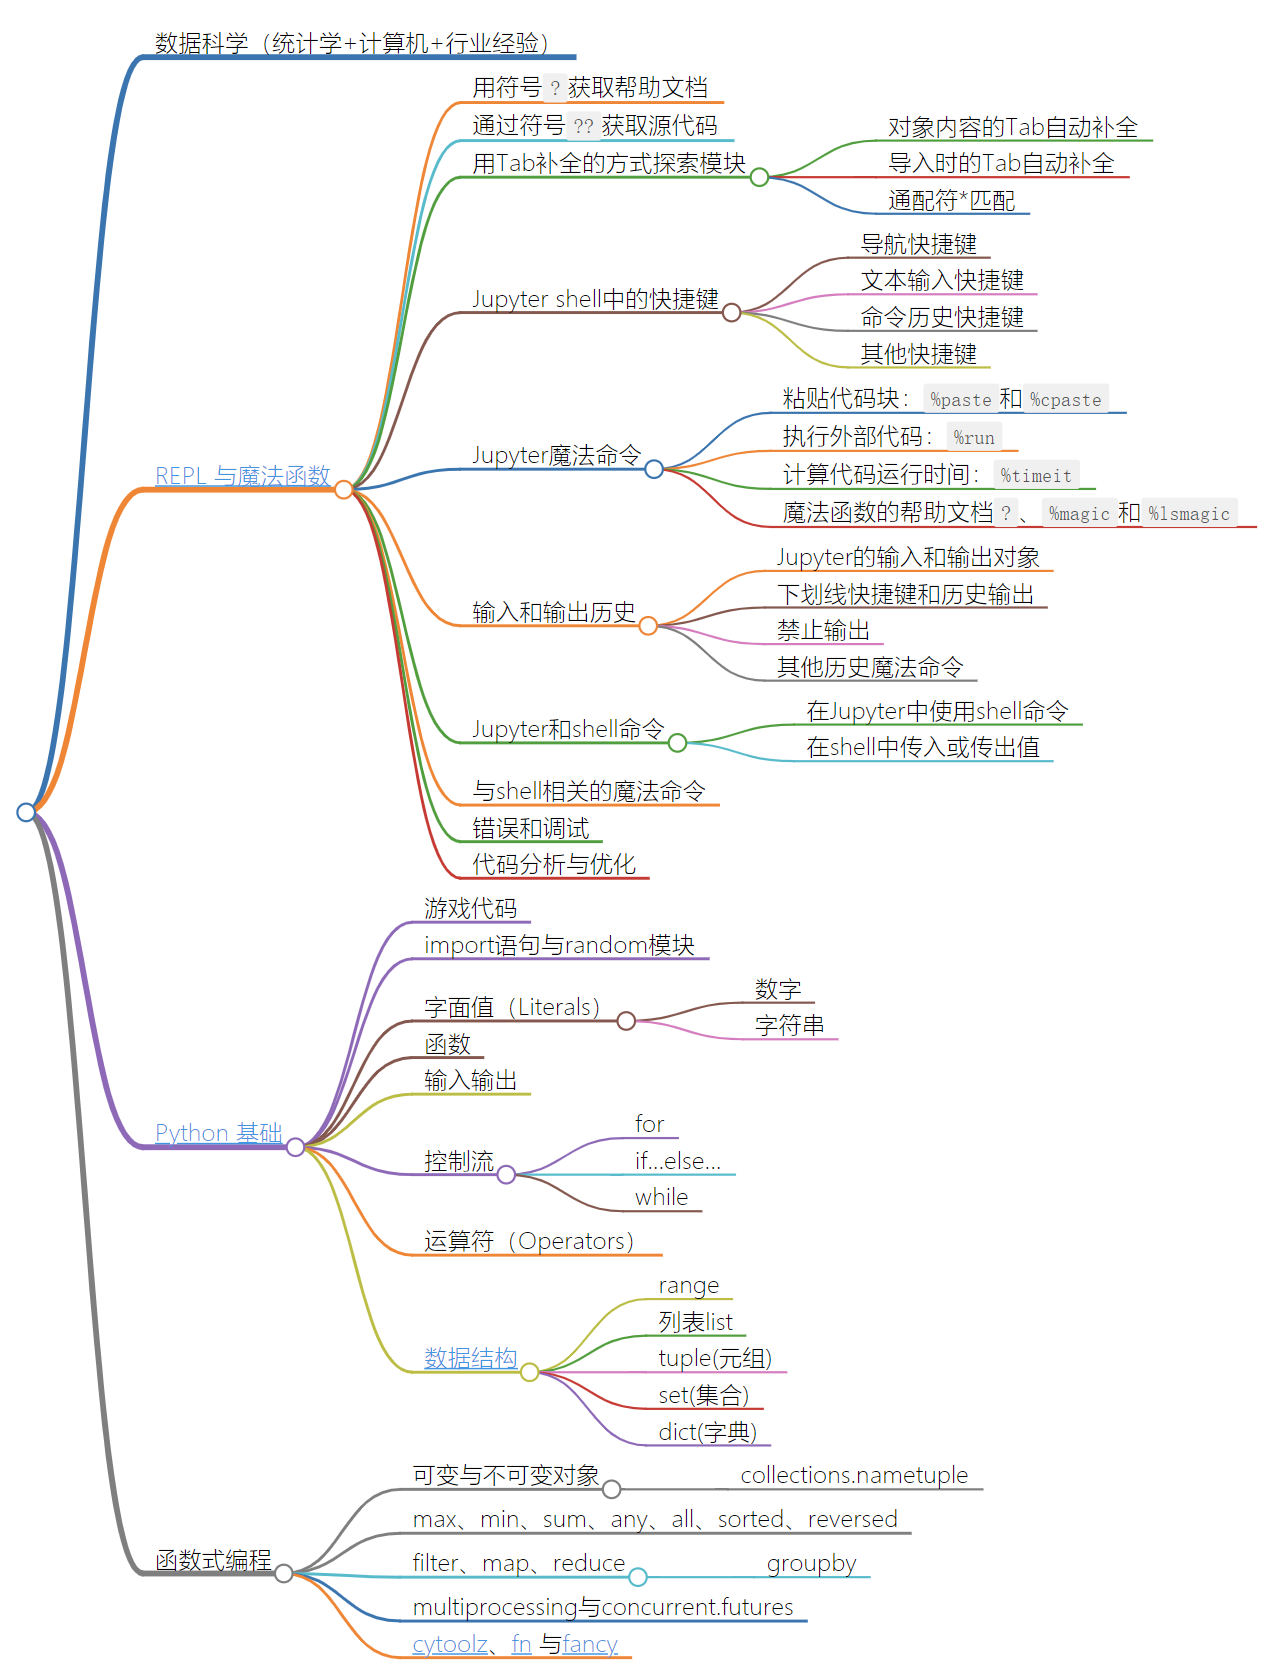 数据科学（统计学+计算机+行业经验）
用符号 ? 获取帮助文档
通过符号 ?? 获取源代码
用Tab补全的方式探索模块
对象内容的Tab自动补全
导入时的Tab自动补全
通配符*匹配
Jupyter shell中的快捷键
导航快捷键
文本输入快捷键
命令历史快捷键
其他快捷键
REPL 与魔法函数
Jupyter魔法命令
粘贴代码块： %paste 和 %cpaste
执行外部代码： %run
计算代码运行时间： %timeit
魔法函数的帮助文档 ? 、 %magic 和 %lsmagic
输入和输出历史
Jupyter的输入和输出对象
下划线快捷键和历史输出
禁止输出
其他历史魔法命令
Jupyter和shell命令
在Jupyter中使用shell命令
在shell中传入或传出值
与shell相关的魔法命令
错误和调试
代码分析与优化
Python 基础
游戏代码
import语句与random模块
字面值（Literals）
数字
字符串
函数
输入输出
控制流
for
if...else...
while
运算符（Operators）
数据结构
range
列表list
tuple(元组)
set(集合)
dict(字典)
函数式编程
可变与不可变对象
collections.nametuple
max、min、sum、any、all、sorted、reversed
filter、map、reduce
groupby
multiprocessing与concurrent.futures
cytoolz、fn 与fancy